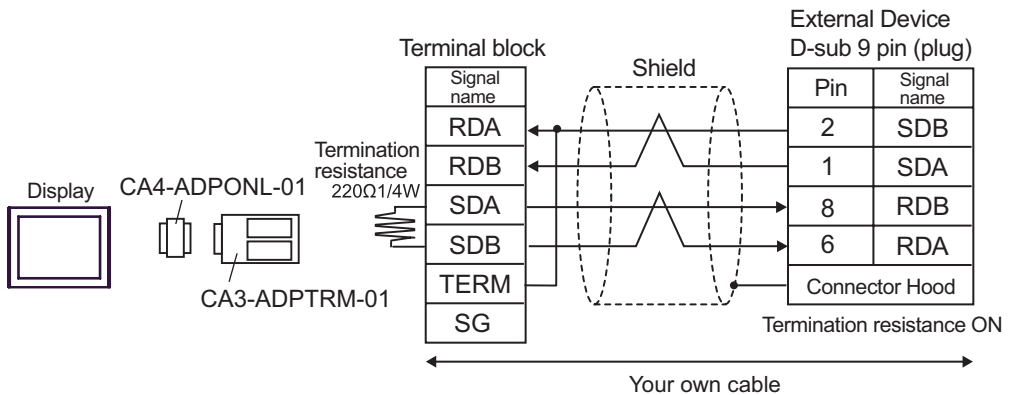 External Device
D-sub 9 pin (plug)
Terminal block
Shield
Signal
name
Pin
Signal
name
RDA
2
SDB
RDB
1
SDA
Termination
resistance
220Ω1/4W
SDA
8
RDB
SDB
6
RDA
Display
CA4-ADPONL-01
CA3-ADPTRM-01
TERM
Connector Hood
SG
Termination resistance ON
Your own cable